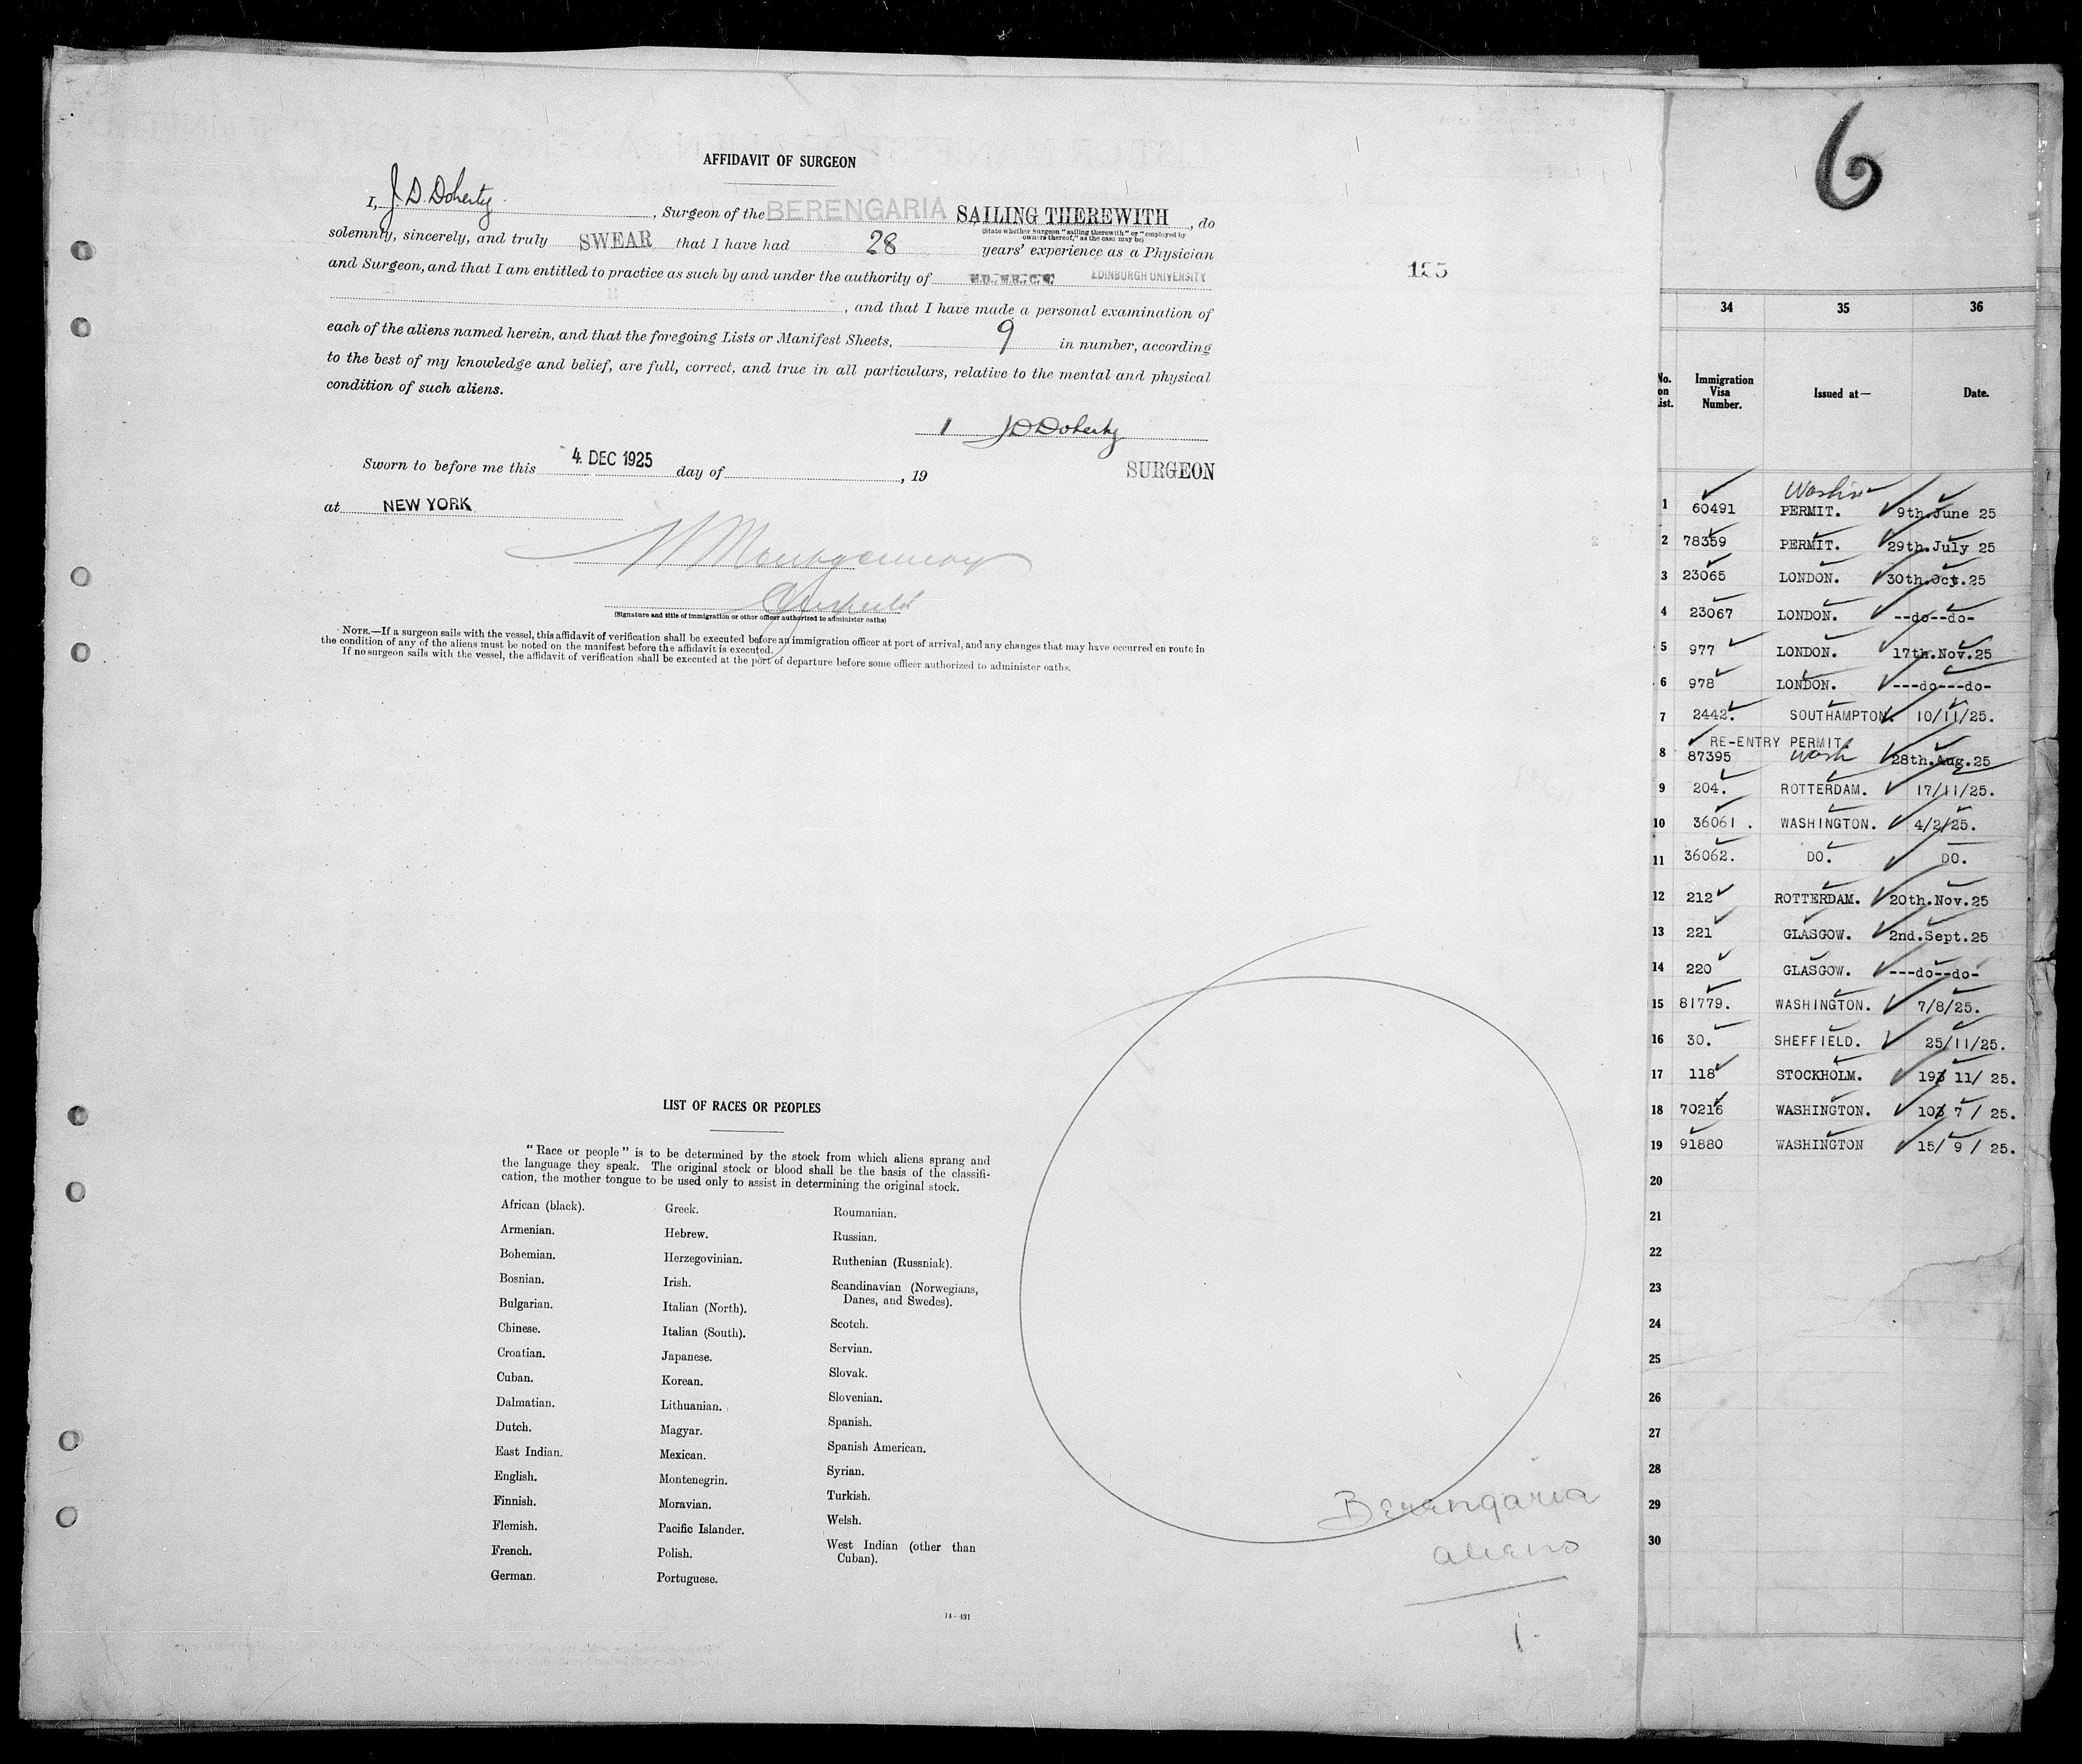 AFFIDAVIT OF SURGEON
I, J. D. Doherty, Surgeon of the BERENGARIA SAILING THEREWITH, do
(State whether Surgeon "sailing therewith" or "employed by
owners thereof," as the case may be)
solemnly, sincerely, and truly SWEAR that I have had 28 years' experience as a Physician
and Surgeon, and that I am entitled to practice as such by and under the authority of EDINBURGH UNIVERSITY
, and that I have made a personal examination of
each of the aliens named herein, and that the foregoing Lists or Manifest Sheets, 9 in number, according
to the best of my knowledge and belief, are full, correct, and true in all particulars, relative to the mental and physical
condition of such aliens.
J D Doherty
Sworn to before me this 4. DEC 1925 day of , 19
SURGEON
at NEW YORK
W Montgomery
(Signature and title of immigration or other officer authorized to administer oaths)
NOTE.—If a surgeon sails with the vessel, this affidavit of verification shall be executed before an immigration officer at port of arrival, and any changes that may have occurred en route in
the condition of any of the aliens must be noted on the manifest before the affidavit is executed.
If no surgeon sails with the vessel, the affidavit of verification shall be executed at the port of departure before some officer authorized to administer oaths.
LIST OF RACES OR PEOPLES
"Race or people" is to be determined by the stock from which aliens sprang and
the language they speak. The original stock or blood shall be the basis of the classifi-
cation, the mother tongue to be used only to assist in determining the original stock.
African (black).
Armenian.
Bohemian.
Bosnian.
Bulgarian.
Chinese.
Croatian.
Cuban.
Dalmatian.
Dutch.
East Indian.
English.
Finnish.
Flemish.
French.
German.
Greek.
Hebrew.
Herzegovinian.
Irish.
Italian (North).
Italian (South).
Japanese.
Korean.
Lithuanian.
Magyar.
Mexican.
Montenegrin.
Moravian.
Pacific Islander.
Polish.
Portuguese.
Roumanian.
Russian.
Ruthenian (Russniak).
Scandinavian (Norwegians,
Danes, and Swedes).
Scotch.
Servian.
Slovak.
Slovenian.
Spanish.
Spanish American.
Syrian.
Turkish.
Welsh.
West Indian (other than
Cuban).
14-431
Berengaria
aliens
1.
6
34 35 36
No. on List. Immigration Visa Number. Issued at— Date.
1 60491 PERMIT. 9th.June 25
2 78359 PERMIT. 29th.July 25
3 23065 LONDON. 30th.Oct.25
4 23067 LONDON. --do--do-
5 977 LONDON. 17th.Nov.25
6 978 LONDON. ---do---do-
7 2442. SOUTHAMPTON. 10/11/25.
RE-ENTRY PERMIT.
8 87395 Wash 28th.Aug.25
9 204. ROTTERDAM. 17/11/25.
10 36061. WASHINGTON. 4/2/25.
11 36062. DO. DO.
12 212 ROTTERDAM. 20th.Nov.25
13 221 GLASGOW. 2nd.Sept.25
14 220 GLASGOW. ---do--do-
15 81779. WASHINGTON. 7/8/25.
16 30. SHEFFIELD. 25/11/25.
17 118 STOCKHOLM. 19/ 11/ 25.
18 70216 WASHINGTON. 10/ 7 / 25.
19 91880 WASHINGTON 15/ 9 / 25.
20
21
22
23
24
25
26
27
28
29
30